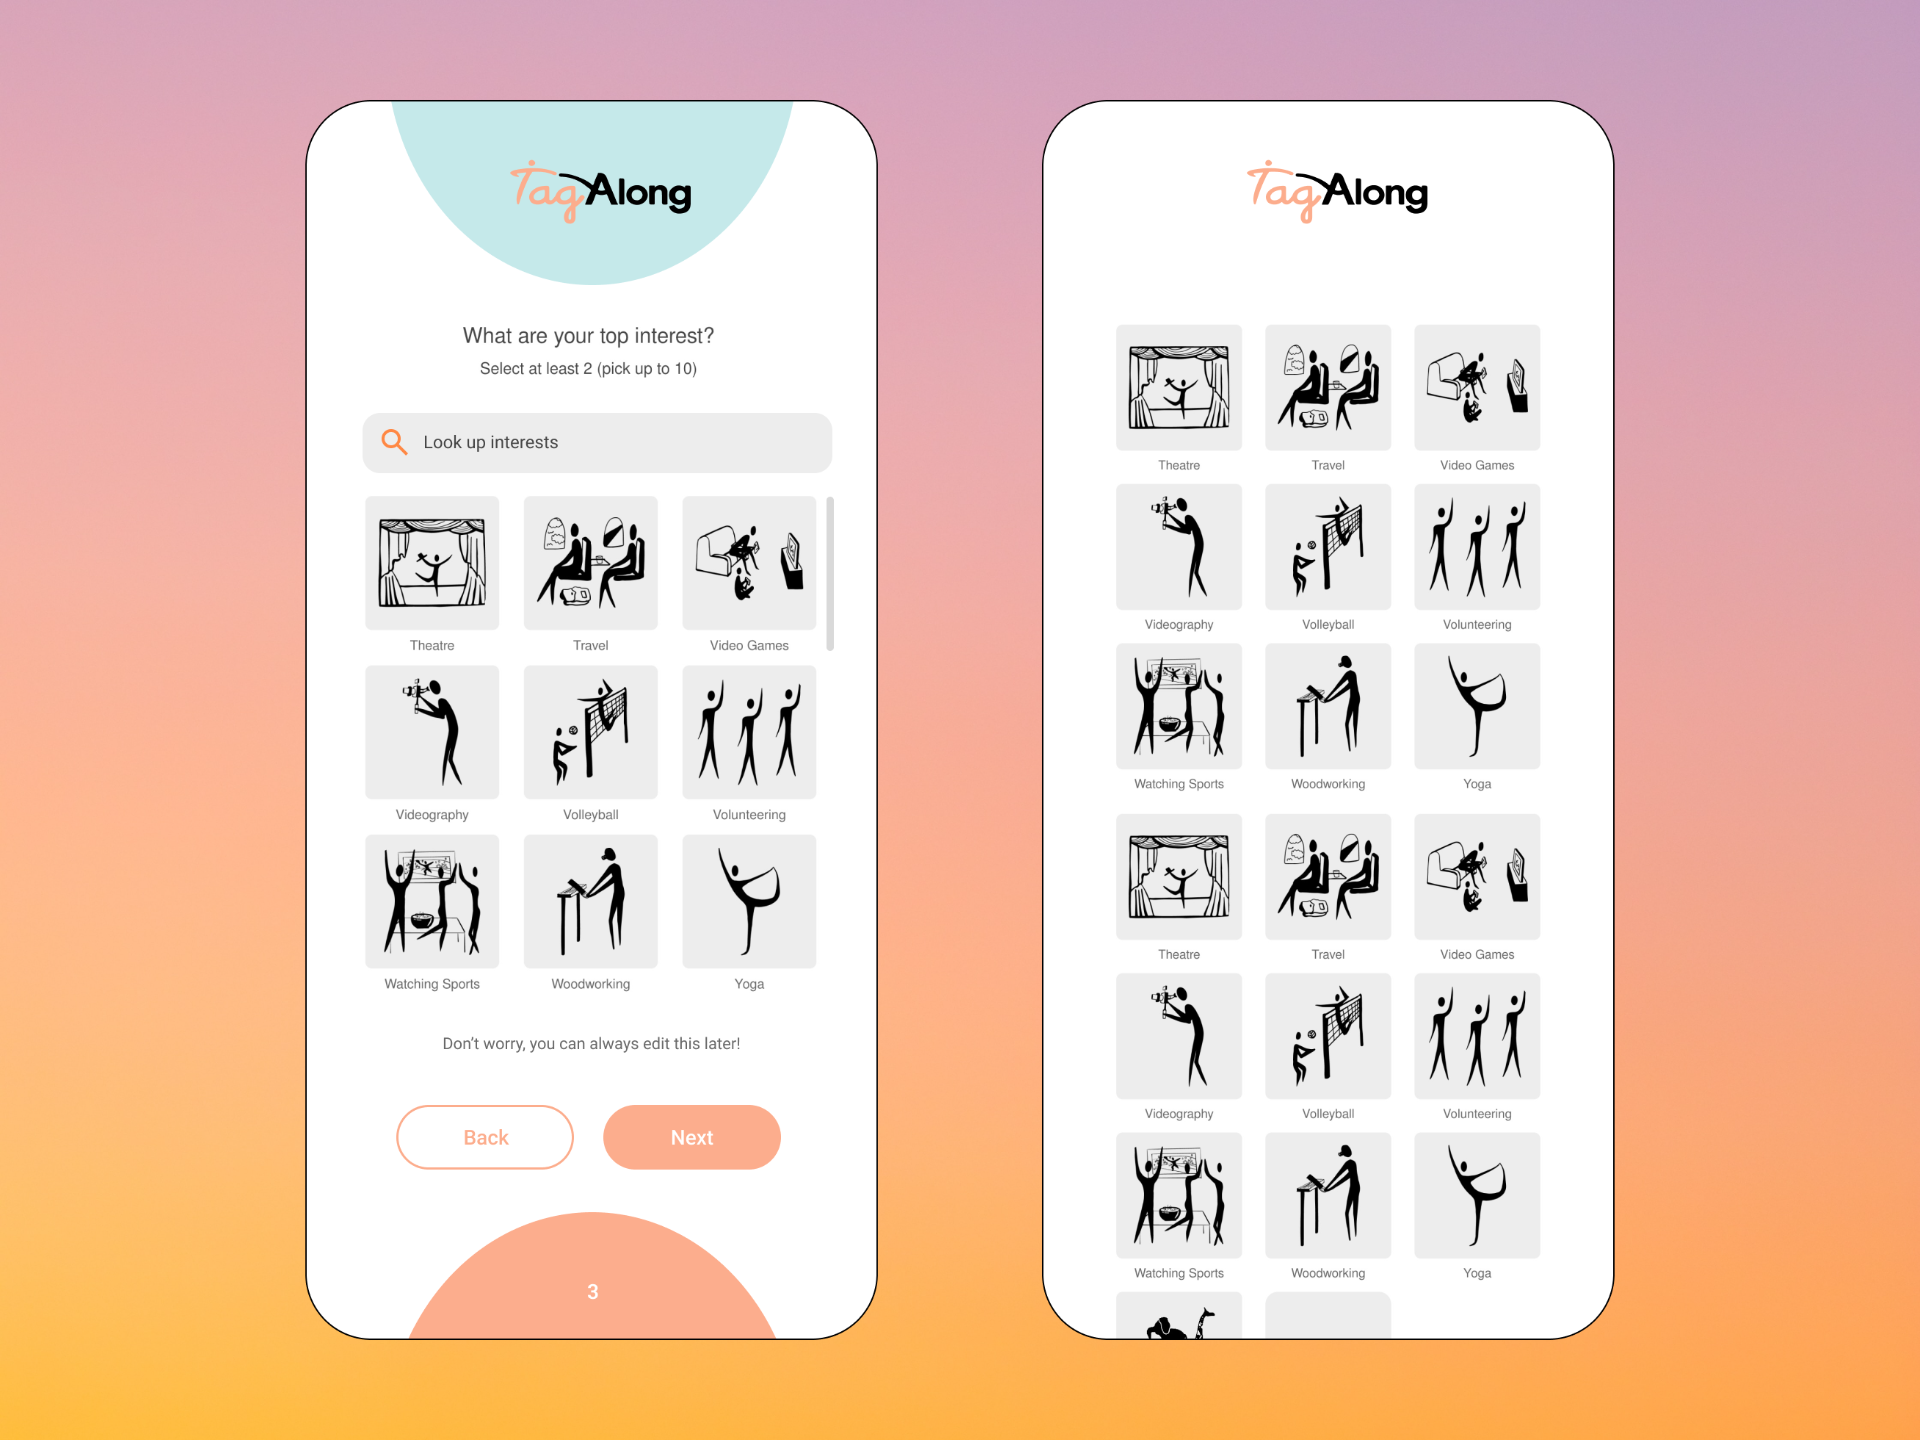 TagAlong
What are your top interest?
Select at least 2 (pick up to 10)
Look up interests
Theatre
Travel
Video Games
Videography
Volleyball
Volunteering
Watching Sports
Woodworking
Yoga
Don't worry, you can always edit this later!
Back
Next
3
TagAlong
Theatre
Travel
Video Games
Videography
Volleyball
Volunteering
Watching Sports
Woodworking
Yoga
Theatre
Travel
Video Games
Videography
Volleyball
Volunteering
Watching Sports
Woodworking
Yoga